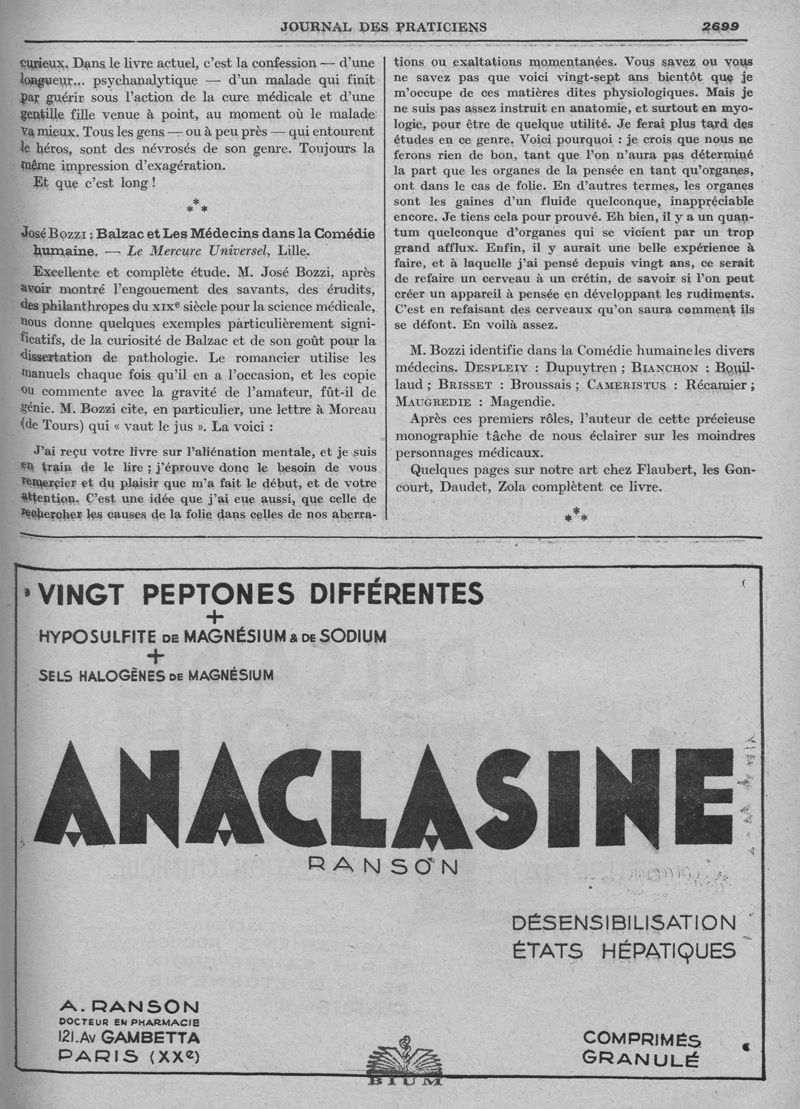 JOURNAL DES PRATICIENS
2699
curieux. Dans le livre actuel, c'est la confession — d'une
longueur... psychanalytique — d'un malade qui finit
par guérir sous l'action de la cure médicale et d'une
gentille fille venue à point, au moment où le malade
va mieux. Tous les gens — ou à peu près — qui entourent
le héros, sont des névrosés de son genre. Toujours la
même impression d'exagération.
Et que c'est long !
* * *
José Bozzi : Balzac et Les Médecins dans la Comédie
humaine. — Le Mercure Universel, Lille.
Excellente et complète étude. M. José Bozzi, après
avoir montré l'engouement des savants, des érudits,
des philanthropes du XIXe siècle pour la science médicale,
nous donne quelques exemples particulièrement signi-
ficatifs, de la curiosité de Balzac et de son goût pour la
dissertation de pathologie. Le romancier utilise les
manuels chaque fois qu'il en a l'occasion, et les copie
ou commente avec la gravité de l'amateur, fût-il de
génie. M. Bozzi cite, en particulier, une lettre à Moreau
(de Tours) qui « vaut le jus ». La voici :
J'ai reçu votre livre sur l'aliénation mentale, et je suis
en train de le lire ; j'éprouve donc le besoin de vous
remercier et du plaisir que m'a fait le début, et de votre
attention. C'est une idée que j'ai eue aussi, que celle de
rechercher les causes de la folie dans celles de nos aberra-
tions ou exaltations momentanées. Vous savez ou vous
ne savez pas que voici vingt-sept ans bientôt que je
m'occupe de ces matières dites physiologiques. Mais je
ne suis pas assez instruit en anatomie, et surtout en myo-
logie, pour être de quelque utilité. Je ferai plus tard des
études en ce genre. Voici pourquoi : je crois que nous ne
ferons rien de bon, tant que l'on n'aura pas déterminé
la part que les organes de la pensée en tant qu'organes,
ont dans le cas de folie. En d'autres termes, les organes
sont les gaines d'un fluide quelconque, inappréciable
encore. Je tiens cela pour prouvé. Eh bien, il y a un quan-
tum quelconque d'organes qui se vicient par un trop
grand afflux. Enfin, il y aurait une belle expérience à
faire, et à laquelle j'ai pensé depuis vingt ans, ce serait
de refaire un cerveau à un crétin, de savoir si l'on peut
créer un appareil à pensée en développant les rudiments.
C'est en refaisant des cerveaux qu'on saura comment ils
se défont. En voilà assez.
M. Bozzi identifie dans la Comédie humaineles divers
médecins. DESPLEIY : Dupuytren ; BIANCHON : Bouil-
laud ; BRISSET : Broussais ; CAMERISTUS : Récamier ;
MAUGREDIE : Magendie.
Après ces premiers rôles, l'auteur de cette précieuse
monographie tâche de nous éclairer sur les moindres
personnages médicaux.
Quelques pages sur notre art chez Flaubert, les Gon-
court, Daudet, Zola complètent ce livre.
* * *
VINGT PEPTONES DIFFÉRENTES
+
HYPOSULFITE DE MAGNÉSIUM & DE SODIUM
+
SELS HALOGÈNES DE MAGNÉSIUM
ANACLASINE
RANSON
DÉSENSIBILISATION
ÉTATS HÉPATIQUES
A. RANSON
DOCTEUR EN PHARMACIE
121. Av GAMBETTA
PARIS (XXe)
COMPRIMÉS
GRANULÉ
BIUM